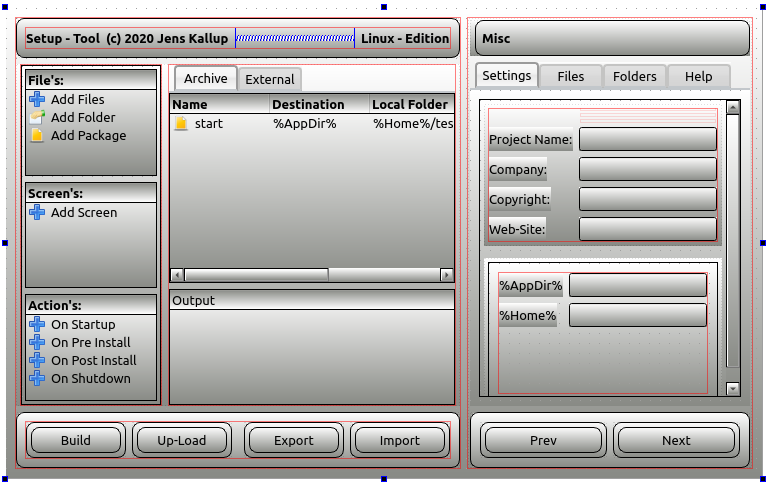 Setup - Tool (c) 2020 Jens Kallup Linux - Edition
File's:
Add Files
Add Folder
Add Package
Screen's:
Add Screen
Action's:
On Startup
On Pre Install
On Post Install
On Shutdown
Archive External
Name Destination Local Folder
start %AppDir% %Home%/tes
Output
Build Up-Load Export Import
Misc
Settings Files Folders Help
Project Name:
Company:
Copyright:
Web-Site:
%AppDir%
%Home%
Prev Next